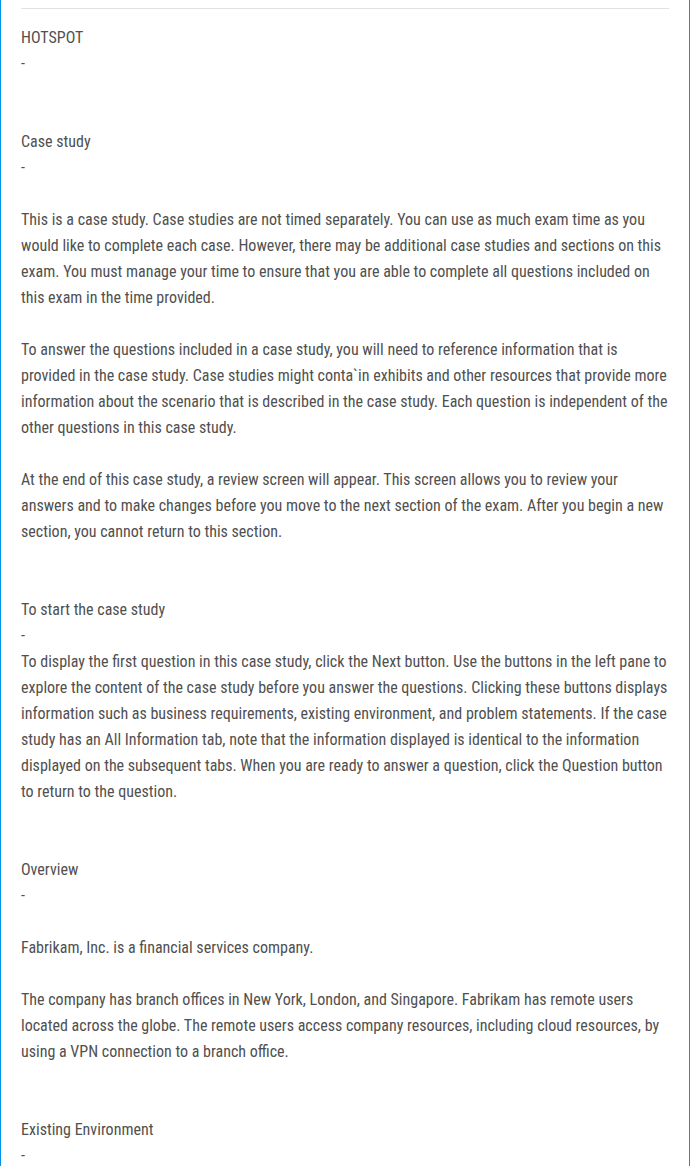 HOTSPOT
-
Case study
-
This is a case study. Case studies are not timed separately. You can use as much exam time as you
would like to complete each case. However, there may be additional case studies and sections on this
exam. You must manage your time to ensure that you are able to complete all questions included on
this exam in the time provided.
To answer the questions included in a case study, you will need to reference information that is
provided in the case study. Case studies might conta`in exhibits and other resources that provide more
information about the scenario that is described in the case study. Each question is independent of the
other questions in this case study.
At the end of this case study, a review screen will appear. This screen allows you to review your
answers and to make changes before you move to the next section of the exam. After you begin a new
section, you cannot return to this section.
To start the case study
-
To display the first question in this case study, click the Next button. Use the buttons in the left pane to
explore the content of the case study before you answer the questions. Clicking these buttons displays
information such as business requirements, existing environment, and problem statements. If the case
study has an All Information tab, note that the information displayed is identical to the information
displayed on the subsequent tabs. When you are ready to answer a question, click the Question button
to return to the question.
Overview
-
Fabrikam, Inc. is a financial services company.
The company has branch offices in New York, London, and Singapore. Fabrikam has remote users
located across the globe. The remote users access company resources, including cloud resources, by
using a VPN connection to a branch office.
Existing Environment
-